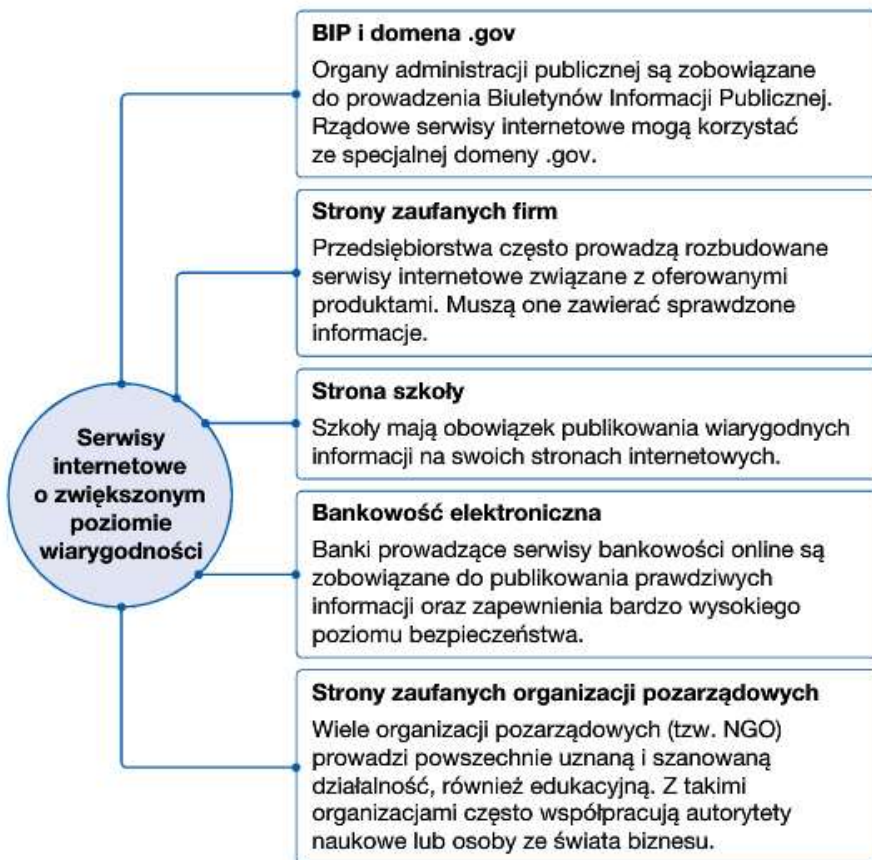 BIP i domena .gov
Organy administracji publicznej są zobowiązane
do prowadzenia Biuletynów Informacji Publicznej.
Rządowe serwisy internetowe mogą korzystać
ze specjalnej domeny .gov.
Strony zaufanych firm
Przedsiębiorstwa często prowadzą rozbudowane
serwisy internetowe związane z oferowanymi
produktami. Muszą one zawierać sprawdzone
informacje.
Strona szkoły
Szkoły mają obowiązek publikowania wiarygodnych
informacji na swoich stronach internetowych.
Serwisy
internetowe
o zwiększonym
poziomie
wiarygodności
Bankowość elektroniczna
Banki prowadzące serwisy bankowości online są
zobowiązane do publikowania prawdziwych
informacji oraz zapewnienia bardzo wysokiego
poziomu bezpieczeństwa.
Strony zaufanych organizacji pozarządowych
Wiele organizacji pozarządowych (tzw. NGO)
prowadzi powszechnie uznaną i szanowaną
działalność, również edukacyjną. Z takimi
organizacjami często współpracują autorytety
naukowe lub osoby ze świata biznesu.